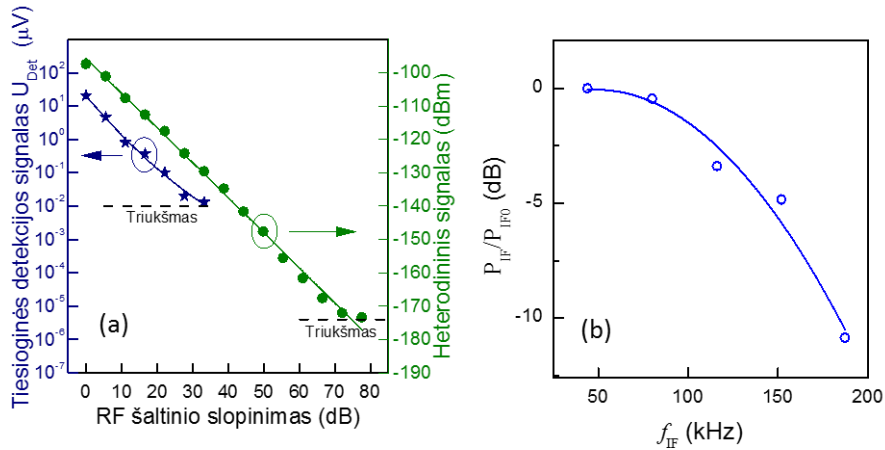 Tiesioginės detekcijos signalas U_Det (µV)
10^2
10^1
10^0
10^-1
10^-2
10^-3
10^-4
10^-5
10^-6
10^-7
Triukšmas
Triukšmas
(a)
-100
-110
-120
-130
-140
-150
-160
-170
-180
-190
Heterodininis signalas (dBm)
0 10 20 30 40 50 60 70 80
RF šaltinio slopinimas (dB)
P_IF/P_IF0 (dB)
0
-5
-10
(b)
50 100 150 200
f_IF (kHz)